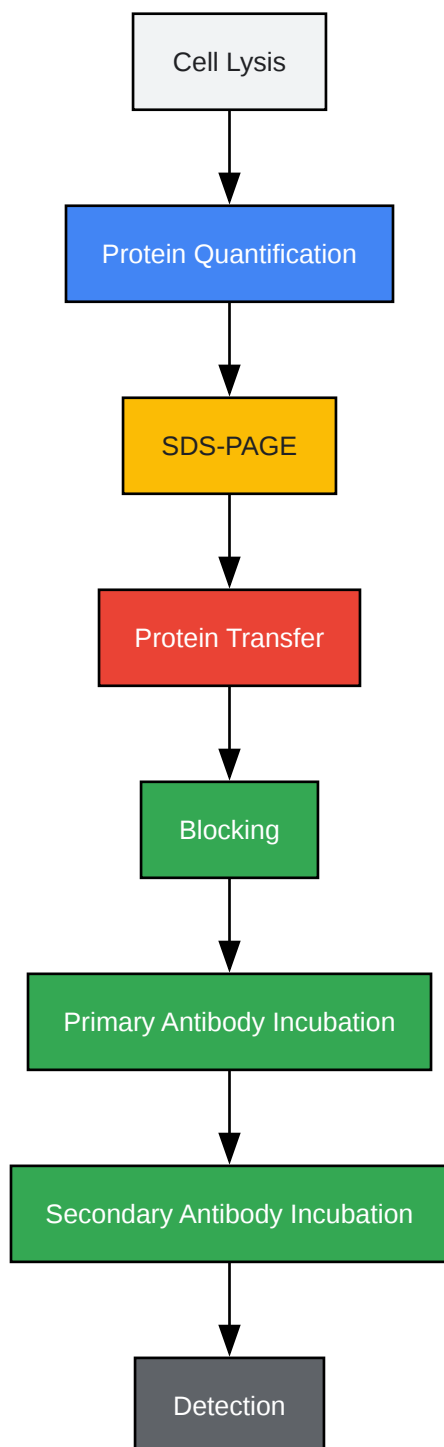 Cell Lysis
Protein Quantification
SDS-PAGE
Protein Transfer
Blocking
Primary Antibody Incubation
Secondary Antibody Incubation
Detection